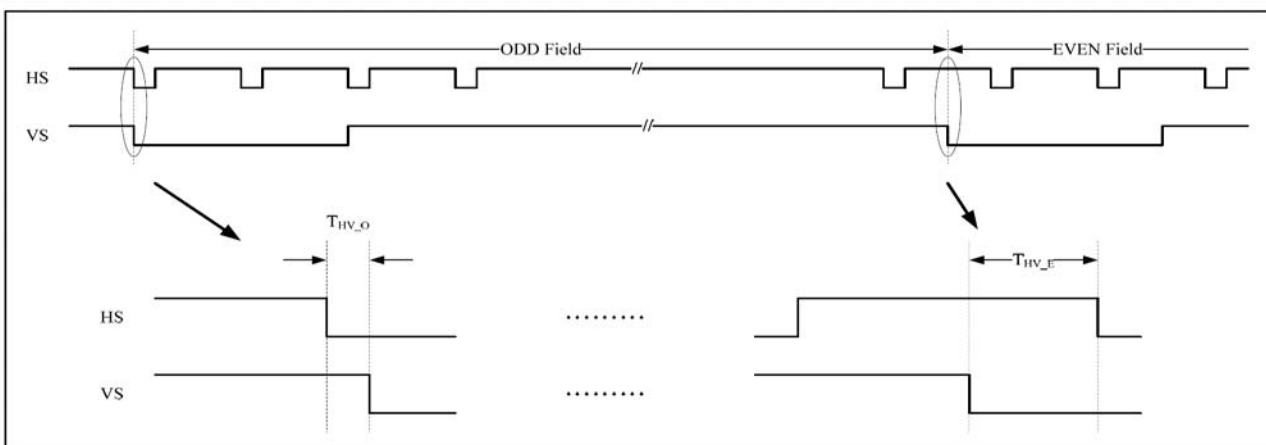 ODD Field
EVEN Field
HS
//
VS
//
T_HV_O
T_HV_E
HS
.........
VS
.........